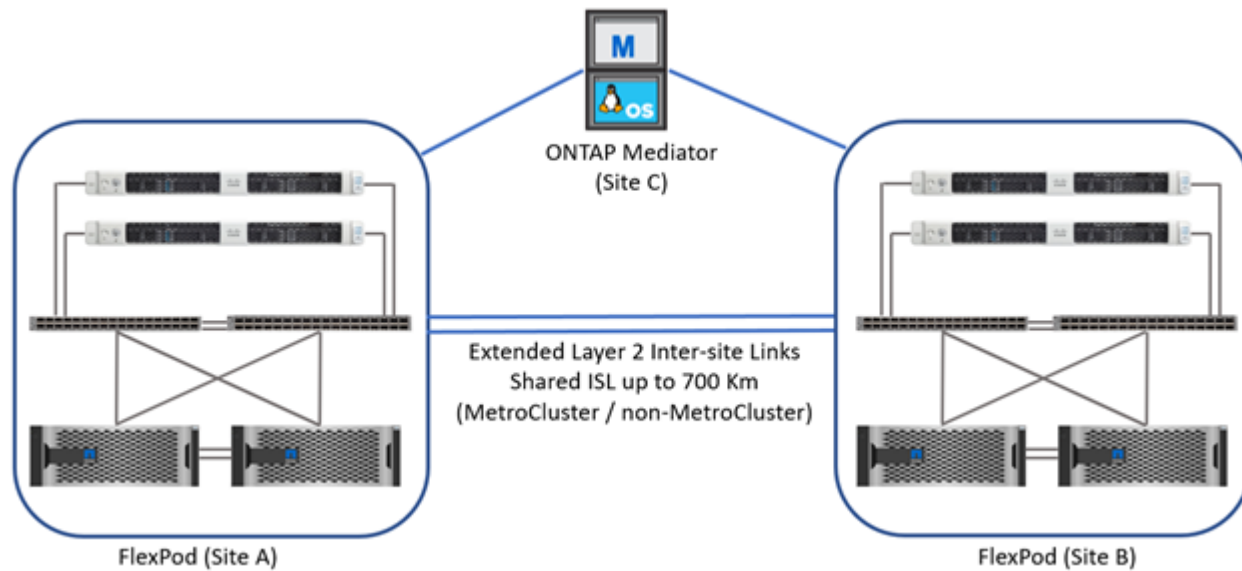 M
OS
ONTAP Mediator
(Site C)
Extended Layer 2 Inter-site Links
Shared ISL up to 700 Km
(MetroCluster / non-MetroCluster)
FlexPod (Site A)
FlexPod (Site B)